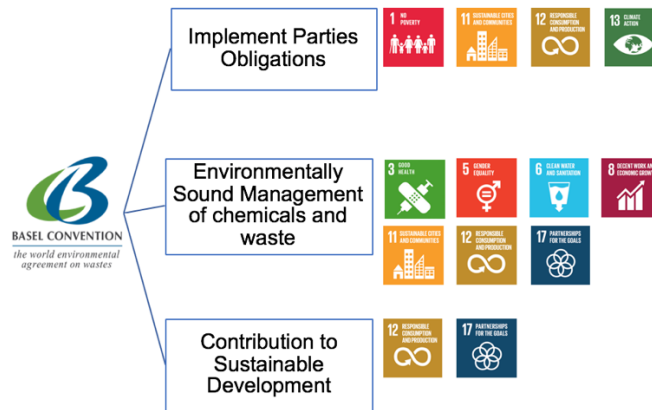 Implement Parties
Obligations
1 NO
POVERTY
11 SUSTAINABLE CITIES
AND COMMUNITIES
12 RESPONSIBLE
CONSUMPTION
AND PRODUCTION
13 CLIMATE
ACTION
BASEL CONVENTION
the world environmental
agreement on wastes
Environmentally
Sound Management
of chemicals and
waste
3 GOOD
HEALTH
5 GENDER
EQUALITY
6 CLEAN WATER
AND SANITATION
8 DECENT WORK AND
ECONOMIC GROWTH
11 SUSTAINABLE CITIES
AND COMMUNITIES
12 RESPONSIBLE
CONSUMPTION
AND PRODUCTION
17 PARTNERSHIPS
FOR THE GOALS
Contribution to
Sustainable
Development
12 RESPONSIBLE
CONSUMPTION
AND PRODUCTION
17 PARTNERSHIPS
FOR THE GOALS